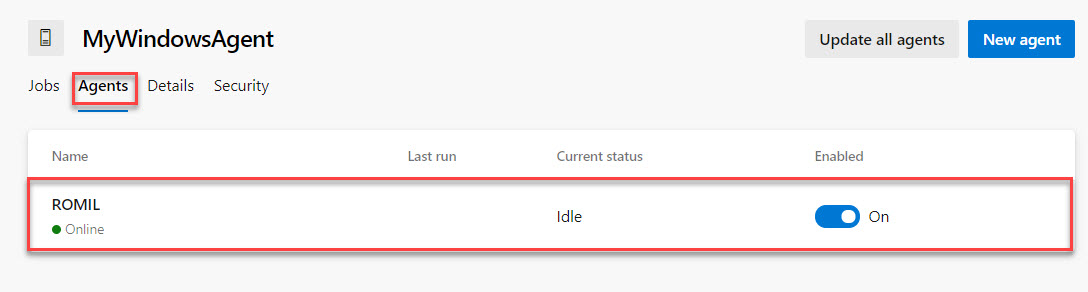 MyWindowsAgent
Update all agents
New agent
Jobs Agents Details Security
Name Last run Current status Enabled
ROMIL
Online
Idle
On